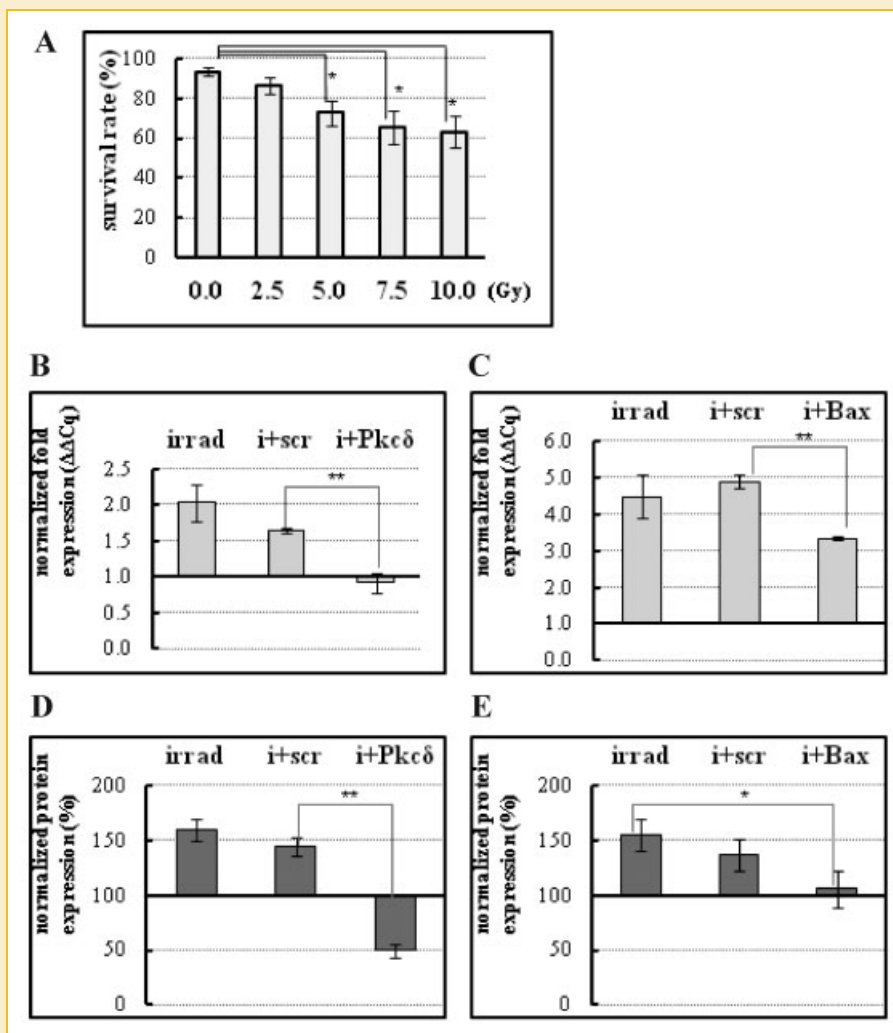 A
survival rate (%)
100
80
60
40
20
0
* * *
0.0 2.5 5.0 7.5 10.0 (Gy)
B
normalized fold
expression (ΔΔCq)
irrad i+scr i+Pkcδ
**
2.5
2.0
1.5
1.0
0.5
0.0
C
normalized fold
expression (ΔΔCq)
irrad i+scr i+Bax
**
6.0
5.0
4.0
3.0
2.0
1.0
0.0
D
normalized protein
expression (%)
irrad i+scr i+Pkcδ
**
200
150
100
50
0
E
normalized protein
expression (%)
irrad i+scr i+Bax
*
200
150
100
50
0